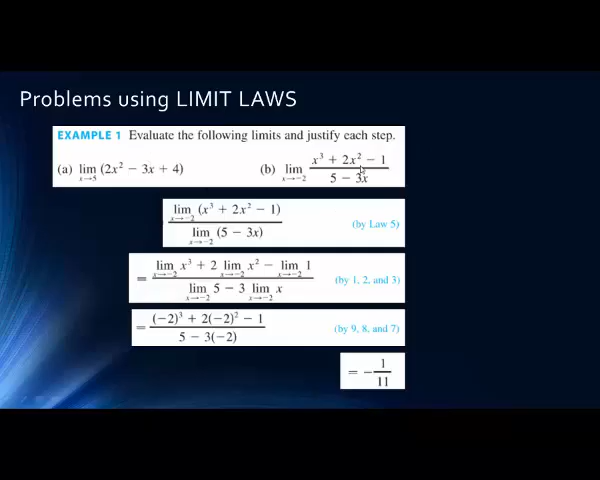 Problems using LIMIT LAWS
EXAMPLE 1 Evaluate the following limits and justify each step.
(a) lim x→5 (2x² − 3x + 4) (b) lim x→−2 (x³ + 2x² − 1) / (5 − 3x)
lim x→−2 (x³ + 2x² − 1) / lim x→−2 (5 − 3x) (by Law 5)
= (lim x→−2 x³ + 2 lim x→−2 x² − lim x→−2 1) / (lim x→−2 5 − 3 lim x→−2 x) (by 1, 2, and 3)
= ((−2)³ + 2(−2)² − 1) / (5 − 3(−2)) (by 9, 8, and 7)
= −1/11